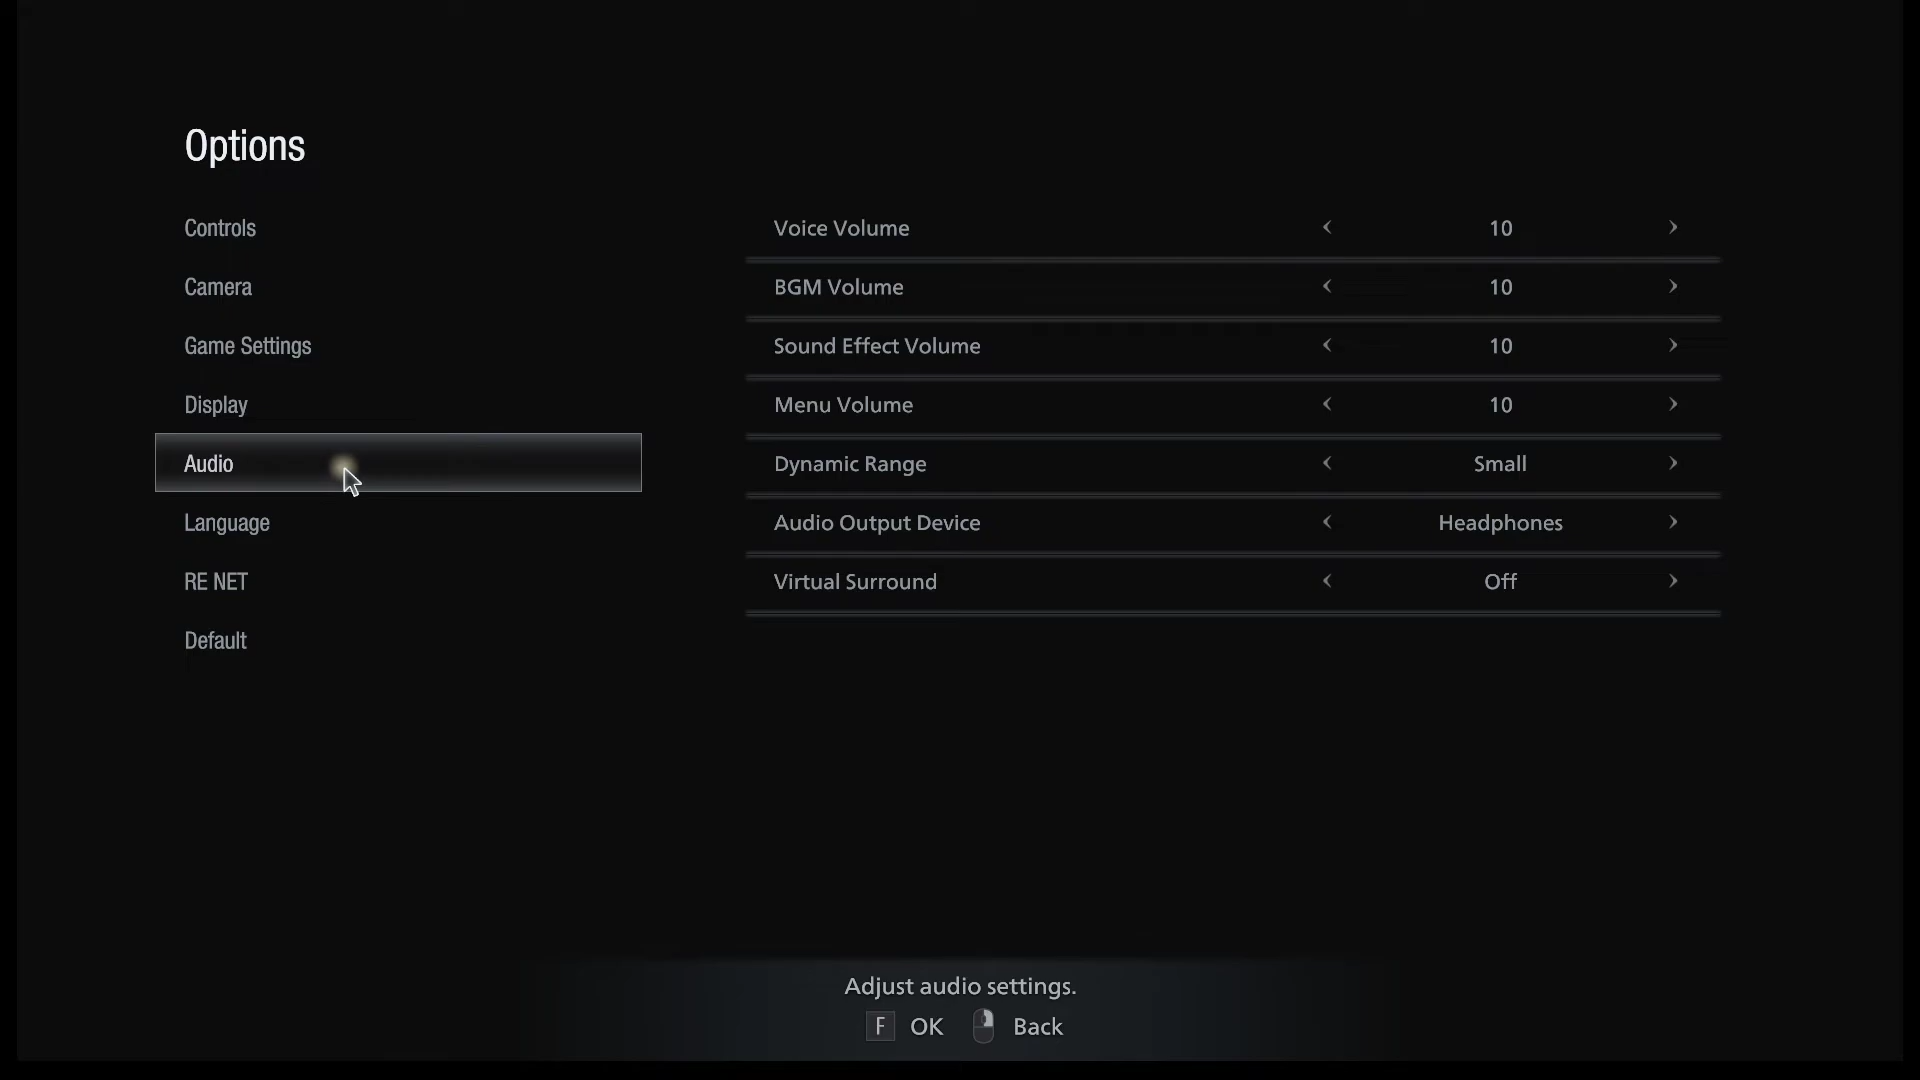 Options
Controls
Camera
Game Settings
Display
Audio
Language
RE NET
Default
Voice Volume 10
BGM Volume 10
Sound Effect Volume 10
Menu Volume 10
Dynamic Range Small
Audio Output Device Headphones
Virtual Surround Off
Adjust audio settings.
F OK Back